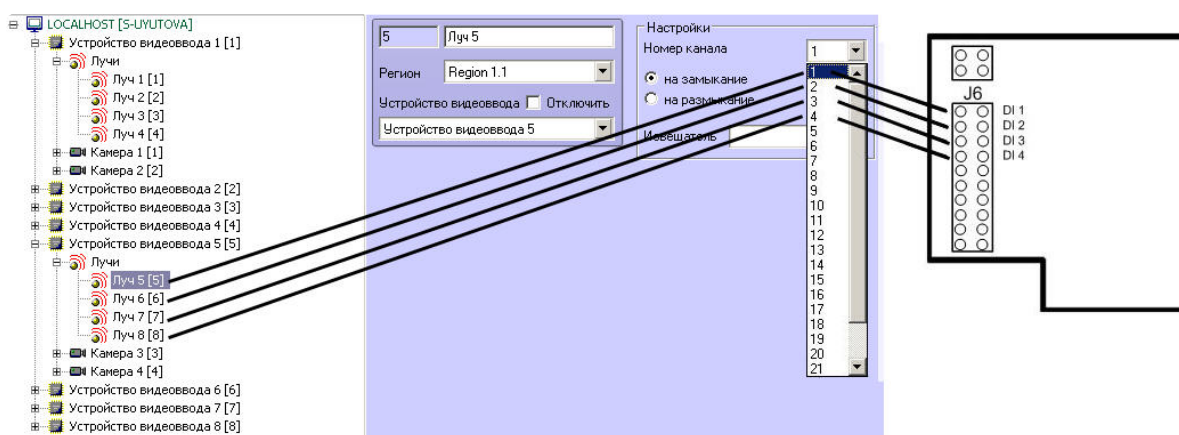 LOCALHOST [S-UYUTOVA]
Устройство видеоввода 1 [1]
Лучи
Луч 1 [1]
Луч 2 [2]
Луч 3 [3]
Луч 4 [4]
Камера 1 [1]
Камера 2 [2]
Устройство видеоввода 2 [2]
Устройство видеоввода 3 [3]
Устройство видеоввода 4 [4]
Устройство видеоввода 5 [5]
Лучи
Луч 5 [5]
Луч 6 [6]
Луч 7 [7]
Луч 8 [8]
Камера 3 [3]
Камера 4 [4]
Устройство видеоввода 6 [6]
Устройство видеоввода 7 [7]
Устройство видеоввода 8 [8]
5 Луч 5
Регион Region 1.1
Устройство видеоввода Отключить
Устройство видеоввода 5
Настройки
Номер канала 1
на замыкание
на размыкание
Извещатель
1
2
3
4
5
6
7
8
9
10
11
12
13
14
15
16
17
18
19
20
21
J6
DI 1
DI 2
DI 3
DI 4